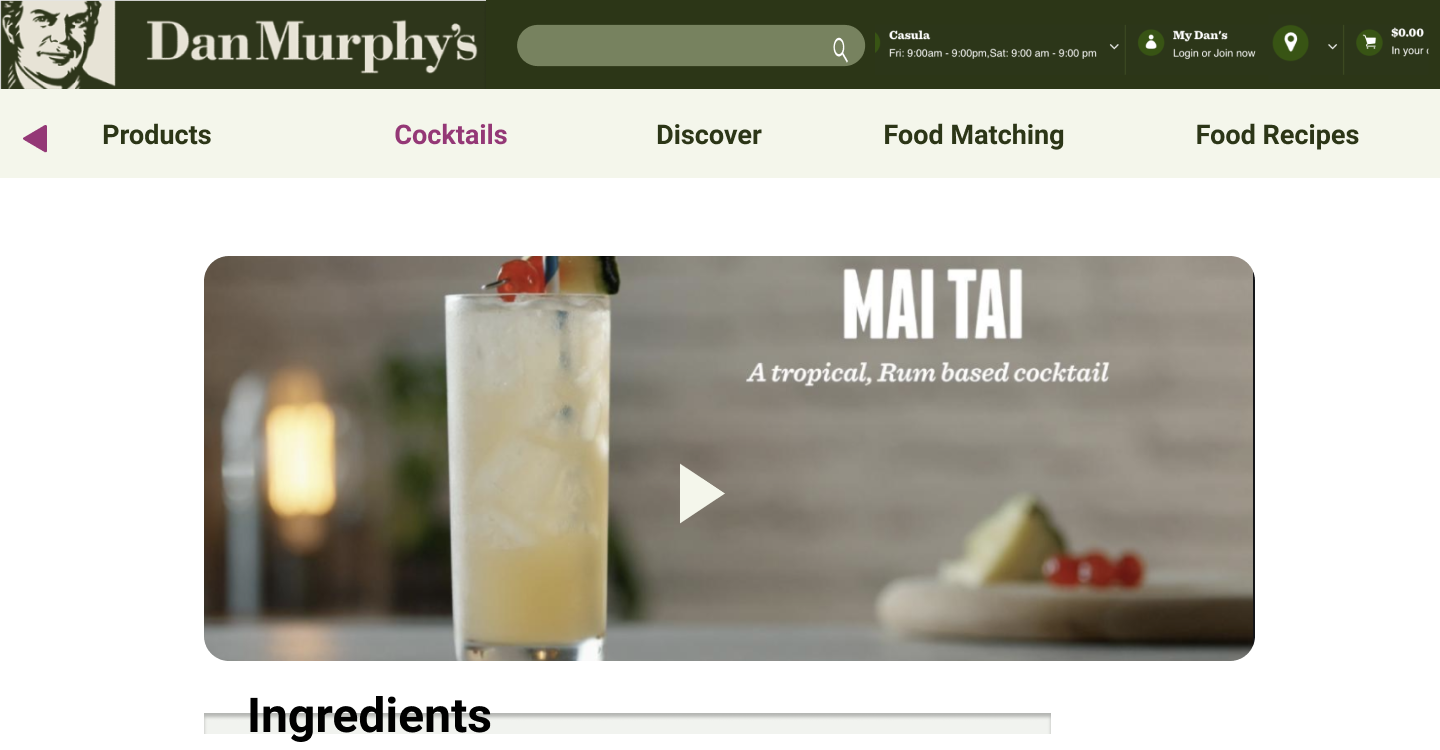 Dan Murphy's
Casula
Fri: 9:00am - 9:00pm,Sat: 9:00 am - 9:00 pm
My Dan's
Login or Join now
$0.00
In your
Products
Cocktails
Discover
Food Matching
Food Recipes
MAI TAI
A tropical, Rum based cocktail
Ingredients